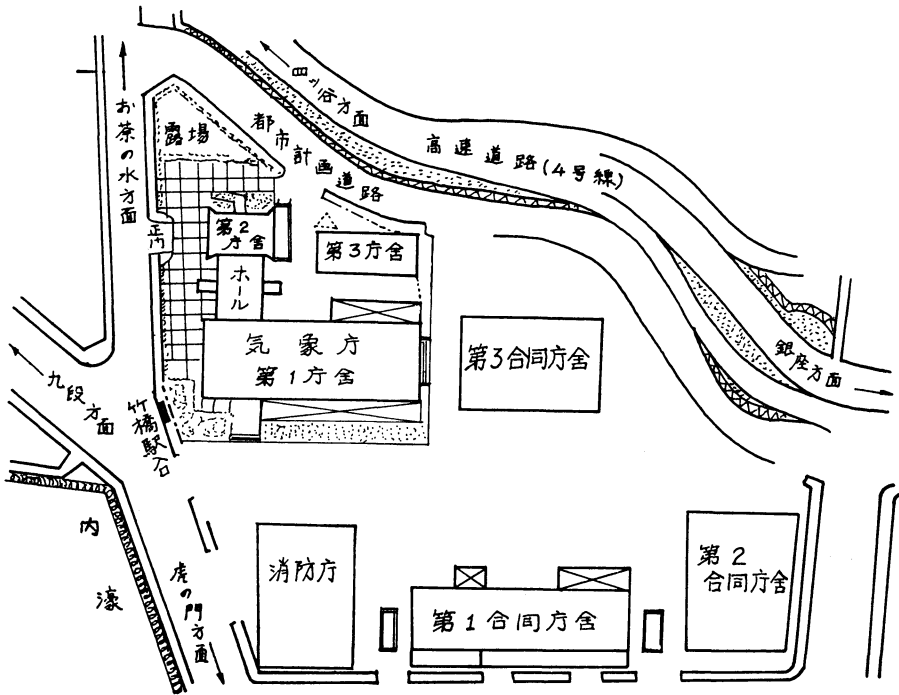 四ツ谷方面
お茶の水方面
露場
都市計画道路
高速道路(4号線)
正門
第2
庁舎
第3庁舎
ホール
気象庁
第1庁舎
第3合同庁舎
銀座方面
九段方面
竹橋駅入口
内濠
虎の門方面
消防庁
第1合同庁舎
第2
合同庁舎